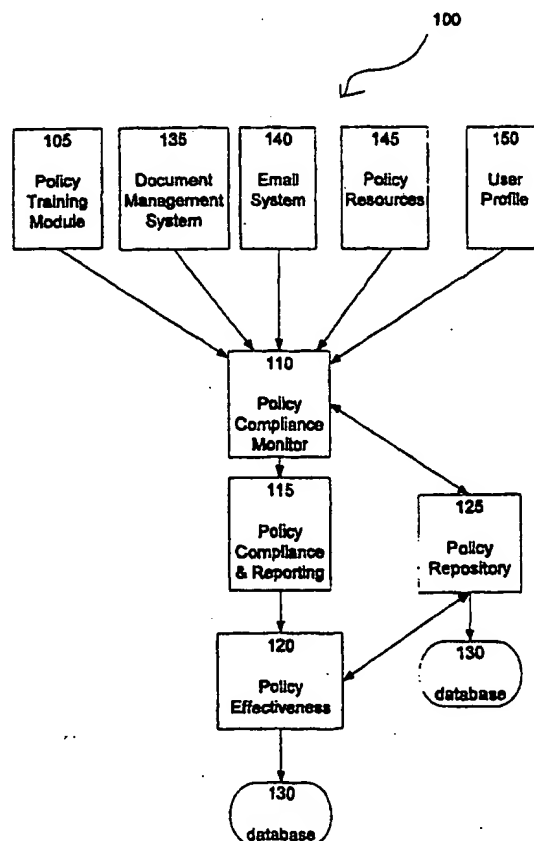 100
105
Policy
Training
Module
135
Document
Management
System
140
Email
System
145
Policy
Resources
150
User
Profile
110
Policy
Compliance
Monitor
115
Policy
Compliance
& Reporting
125
Policy
Repository
120
Policy
Effectiveness
130
database
130
database